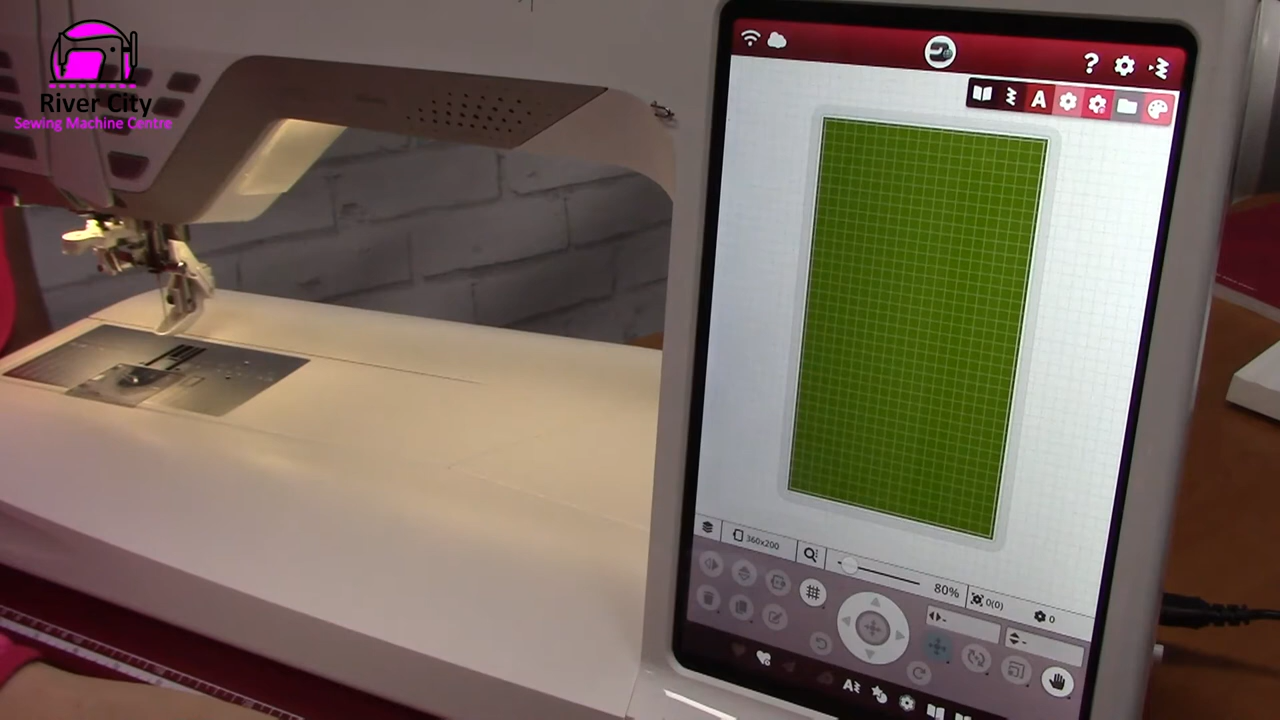 River City
Sewing Machine Centre
?
A
360x200
80%
0(0)
0
A